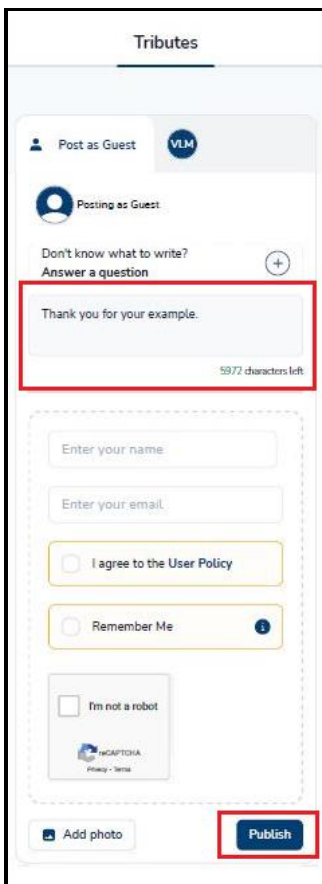 Tributes
Post as Guest VLM
Posting as Guest
Don't know what to write?
Answer a question
Thank you for your example.
5972 characters left
Enter your name
Enter your email
I agree to the User Policy
Remember Me
I'm not a robot
reCAPTCHA
Privacy - Terms
Add photo Publish